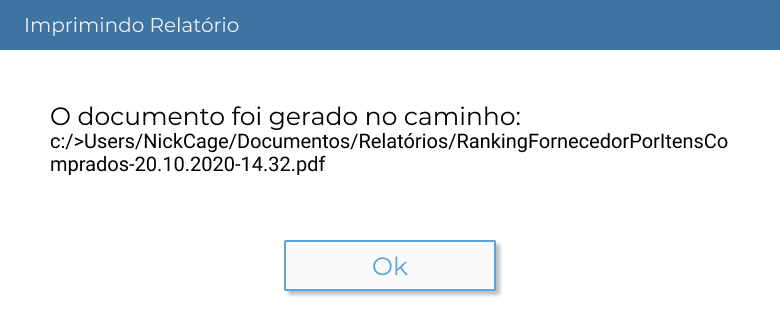 Imprimindo Relatório
O documento foi gerado no caminho:
c:/>Users/NickCage/Documentos/Relatórios/RankingFornecedorPorItensCo
mprados-20.10.2020-14.32.pdf
Ok